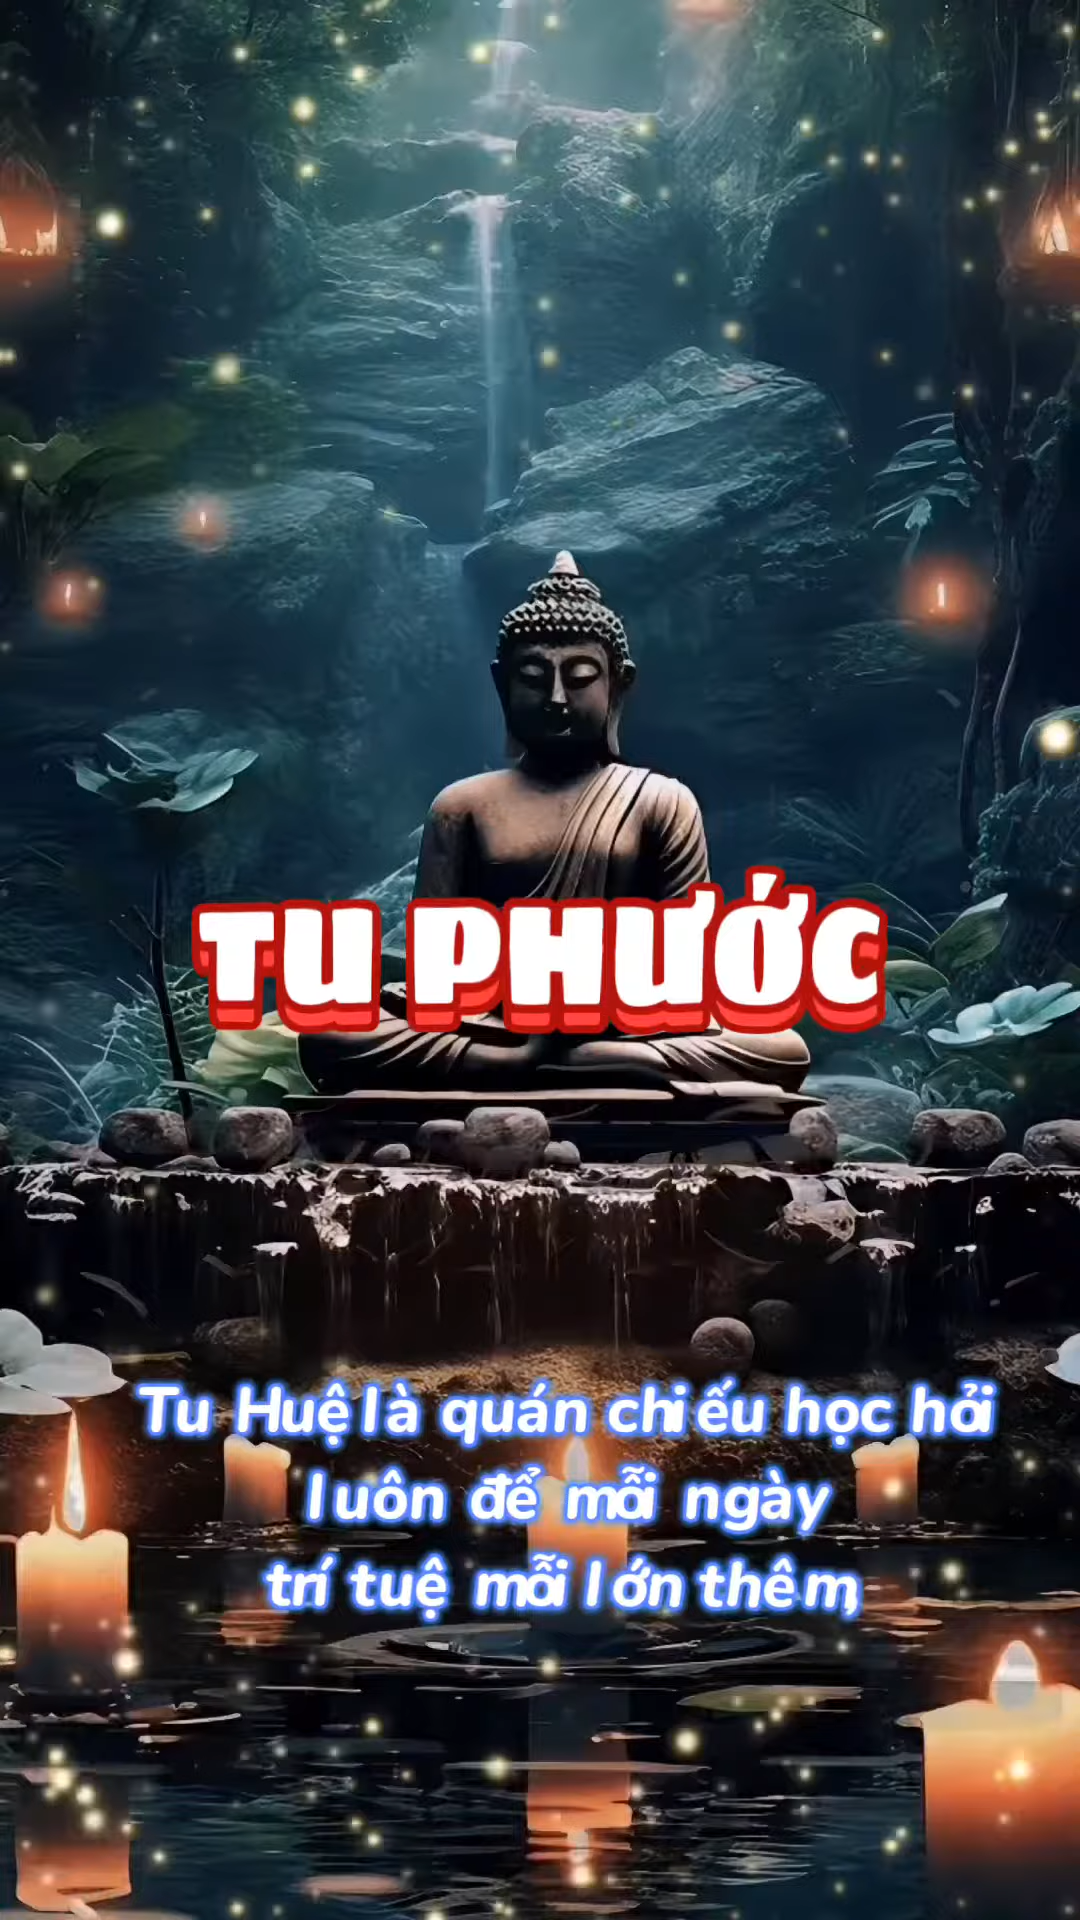 TU PHƯỚC
Tu Huệ là quán chiếu học hỏi
luôn để mỗi ngày
trí tuệ mỗi lớn thêm,